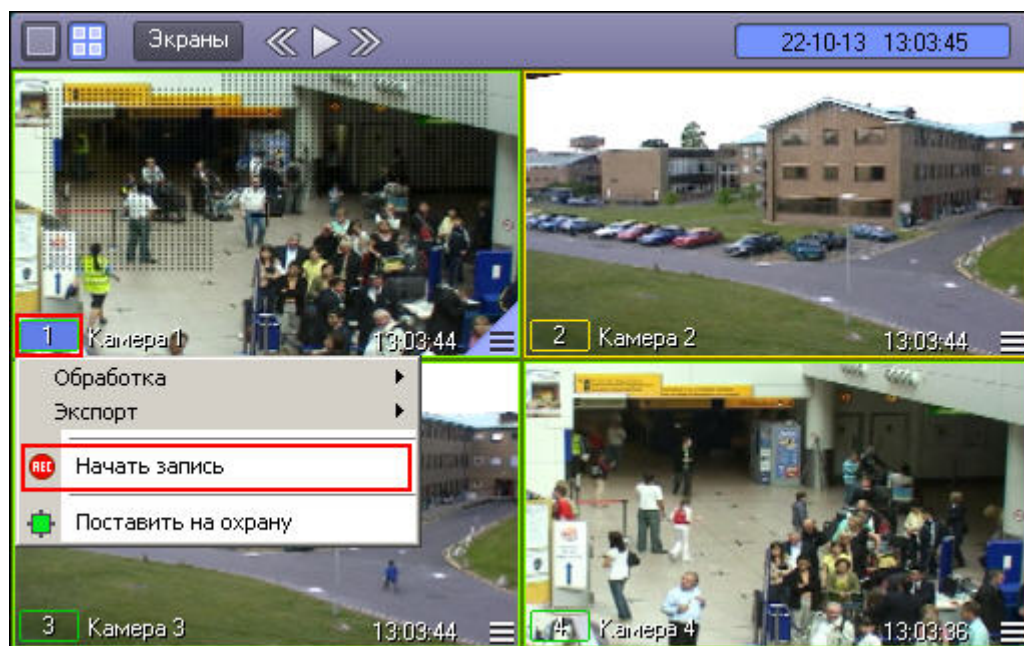 Экраны
22-10-13 13:03:45
1 Камера 1 13:03:44
2 Камера 2 13:03:44
Обработка
Экспорт
REC Начать запись
Поставить на охрану
3 Камера 3 13:03:44
4 Камера 4 13:03:36